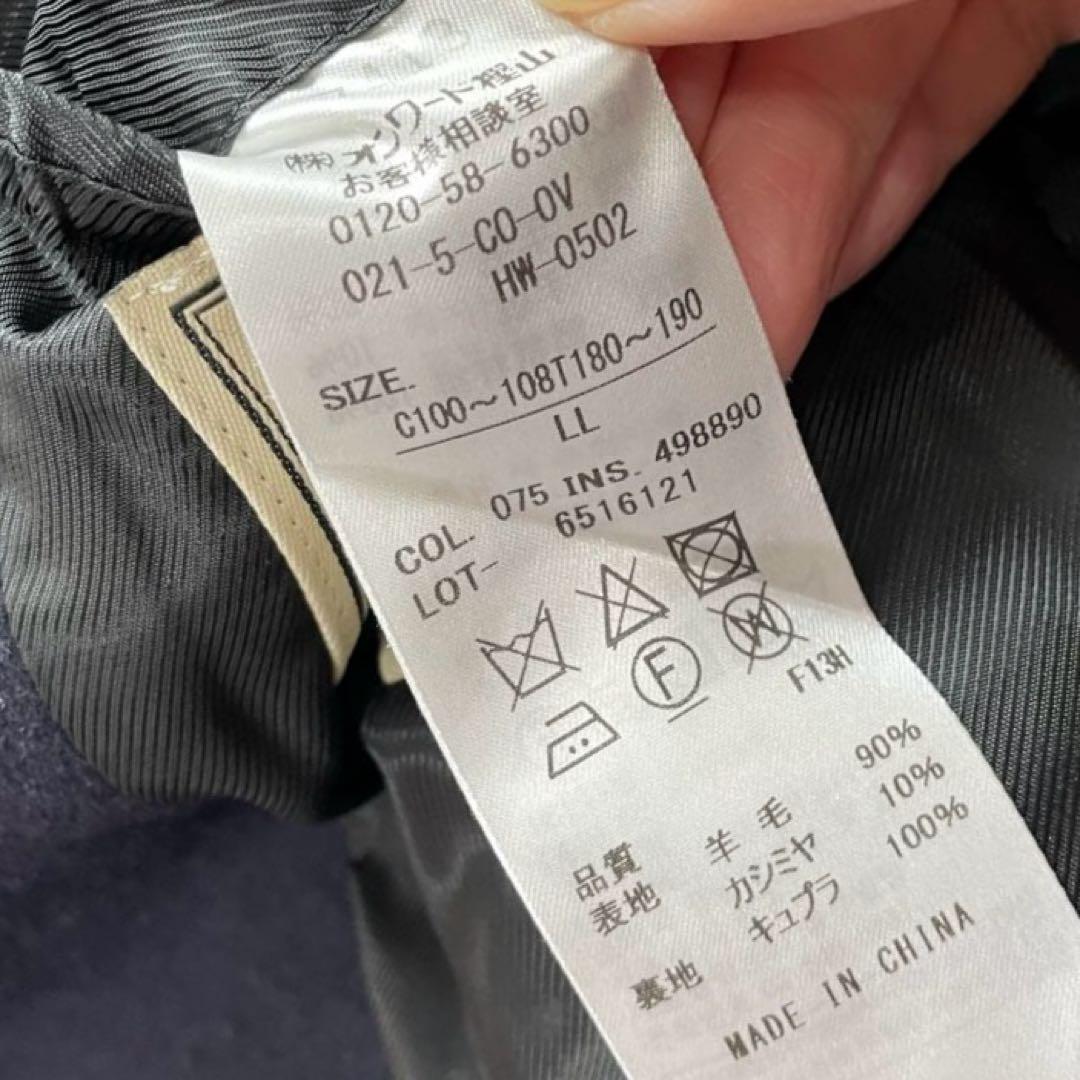 (株)オンワード樫山
お客様相談室
0120-58-6300
021-5-CO-OV
HW-0502
SIZE. C100～108T180～190
LL
COL. 075 INS. 498890
LOT- 6516121
F
W
F13H
品質
表地 羊毛 90%
カシミヤ 10%
裏地 キュプラ 100%
MADE IN CHINA